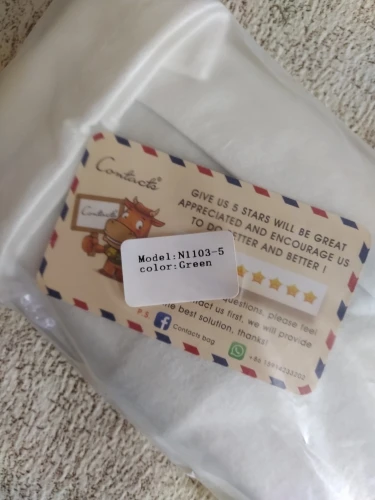 Contacts
GIVE US 5 STARS WILL BE GREAT
APPRECIATED AND ENCOURAGE US
TO DO BETTER AND BETTER !
Contacts
Model:N1103-5
color:Green
questions, please feel
us first, we will provide
the best solution. thanks!
P.S
Contacts bag